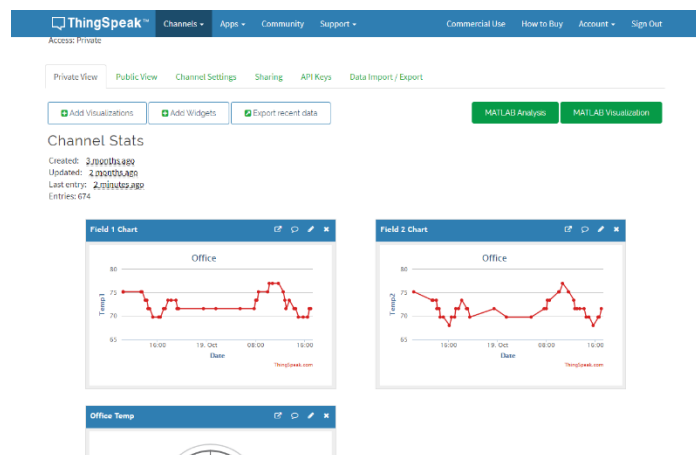 ThingSpeak™ Channels Apps Community Support Commercial Use How to Buy Account Sign Out
Access: Private
Private View Public View Channel Settings Sharing API Keys Data Import / Export
Add Visualizations Add Widgets Export recent data MATLAB Analysis MATLAB Visualization
Channel Stats
Created: 3 months ago
Updated: 2 months ago
Last entry: 2 minutes ago
Entries: 674
Field 1 Chart
Office
Temp1
80
75
70
65
16:00 19. Oct 08:00 16:00
Date
ThingSpeak.com
Field 2 Chart
Office
Temp2
80
75
70
65
16:00 19. Oct 08:00 16:00
Date
ThingSpeak.com
Office Temp